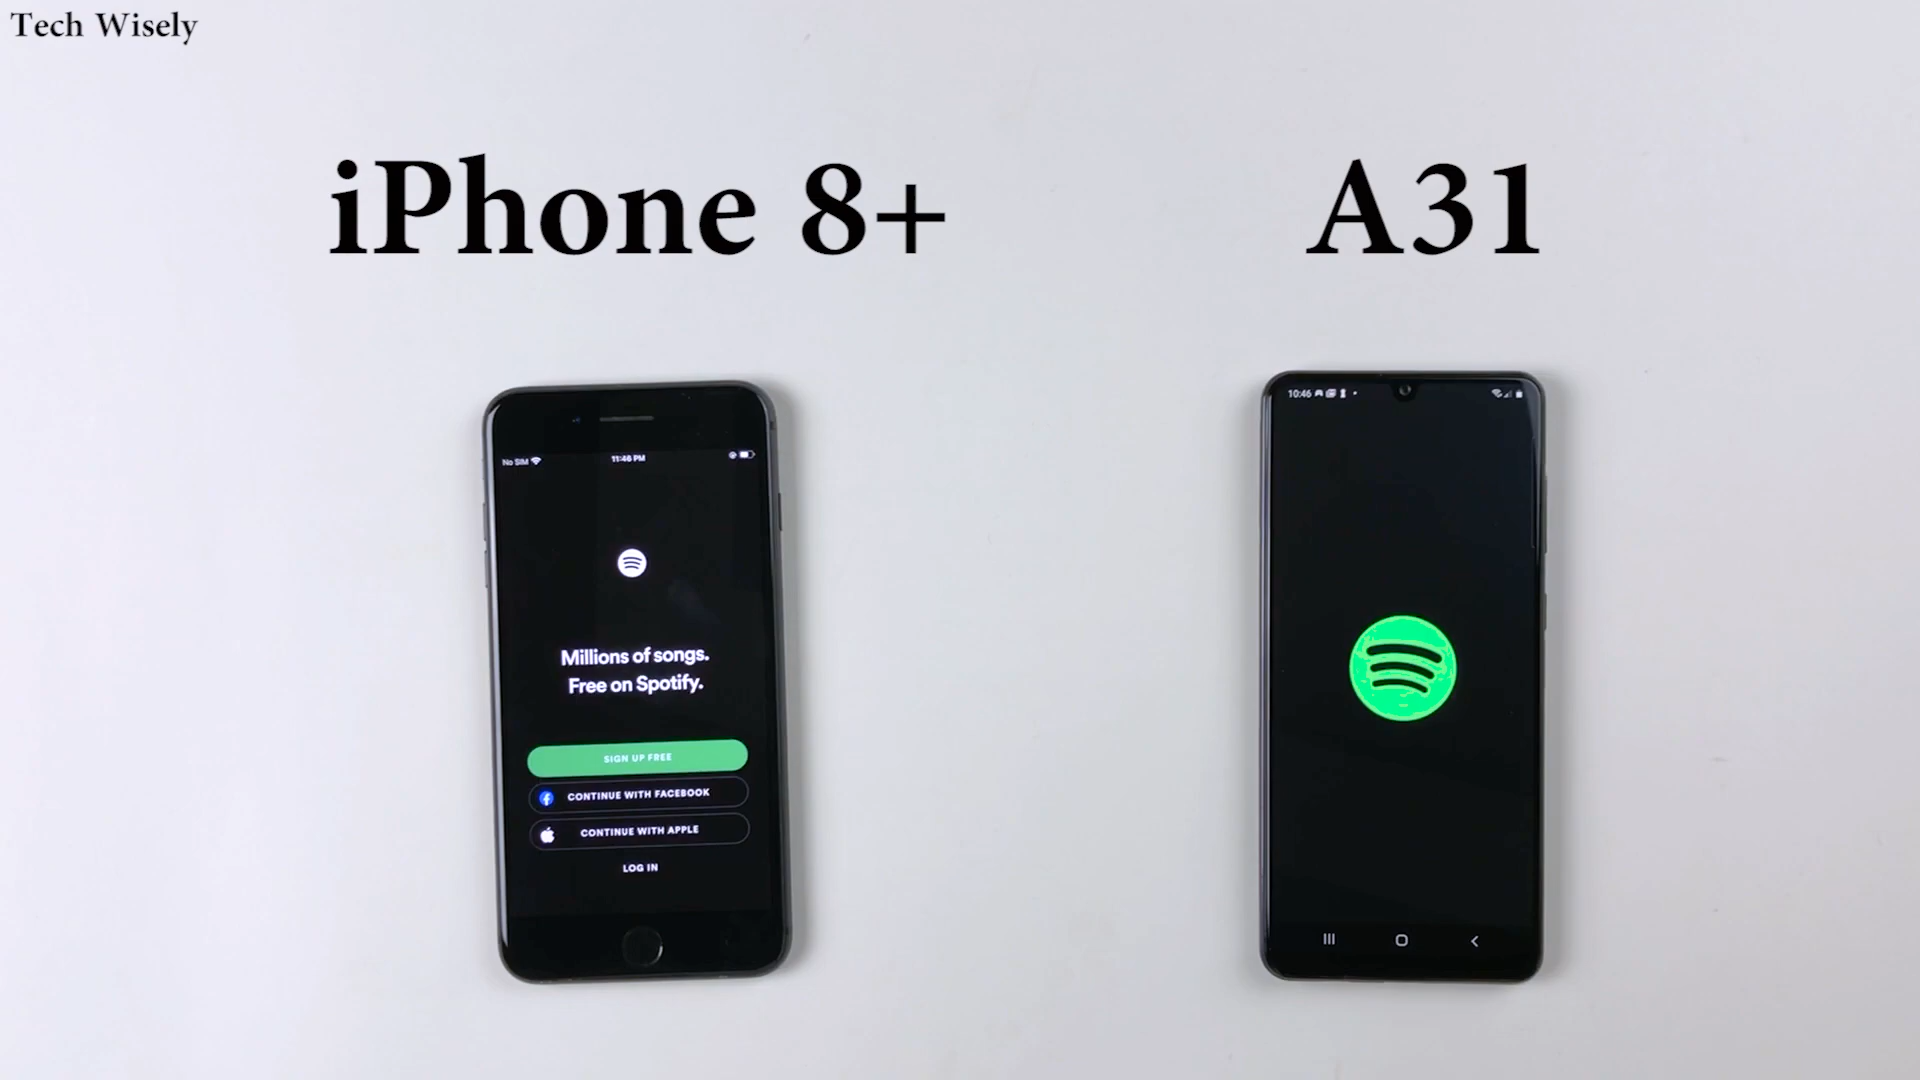 Tech Wisely
iPhone 8+
A31
No SIM
11:46 PM
Millions of songs.
Free on Spotify.
SIGN UP FREE
CONTINUE WITH FACEBOOK
CONTINUE WITH APPLE
LOG IN
10:46